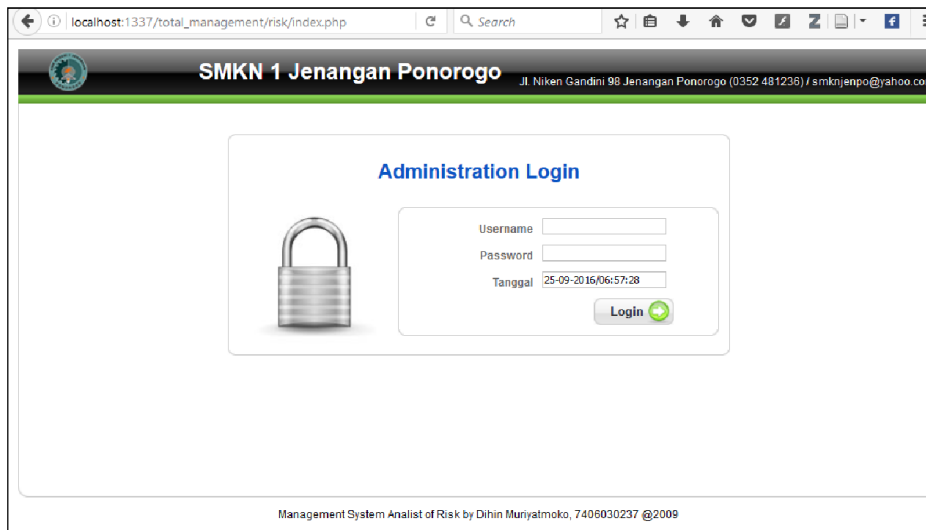 localhost:1337/total_management/risk/index.php
Search
SMKN 1 Jenangan Ponorogo
Jl. Niken Gandini 98 Jenangan Ponorogo (0352 481236) / smknjenpo@yahoo.co
Administration Login
Username
Password
Tanggal 25-09-2016/06:57:28
Login
Management System Analist of Risk by Dihin Muriyatmoko, 7406030237 @2009